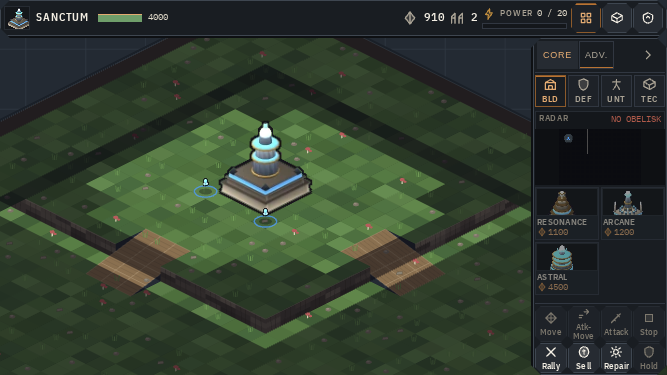 SANCTUM 4000 910 2 POWER 0 / 20
CORE ADV.
BLD DEF UNT TEC
RADAR NO OBELISK
RESONANCE ARCANE
1100 1200
ASTRAL
4500
Move Atk-Move Attack Stop
Rally Sell Repair Hold